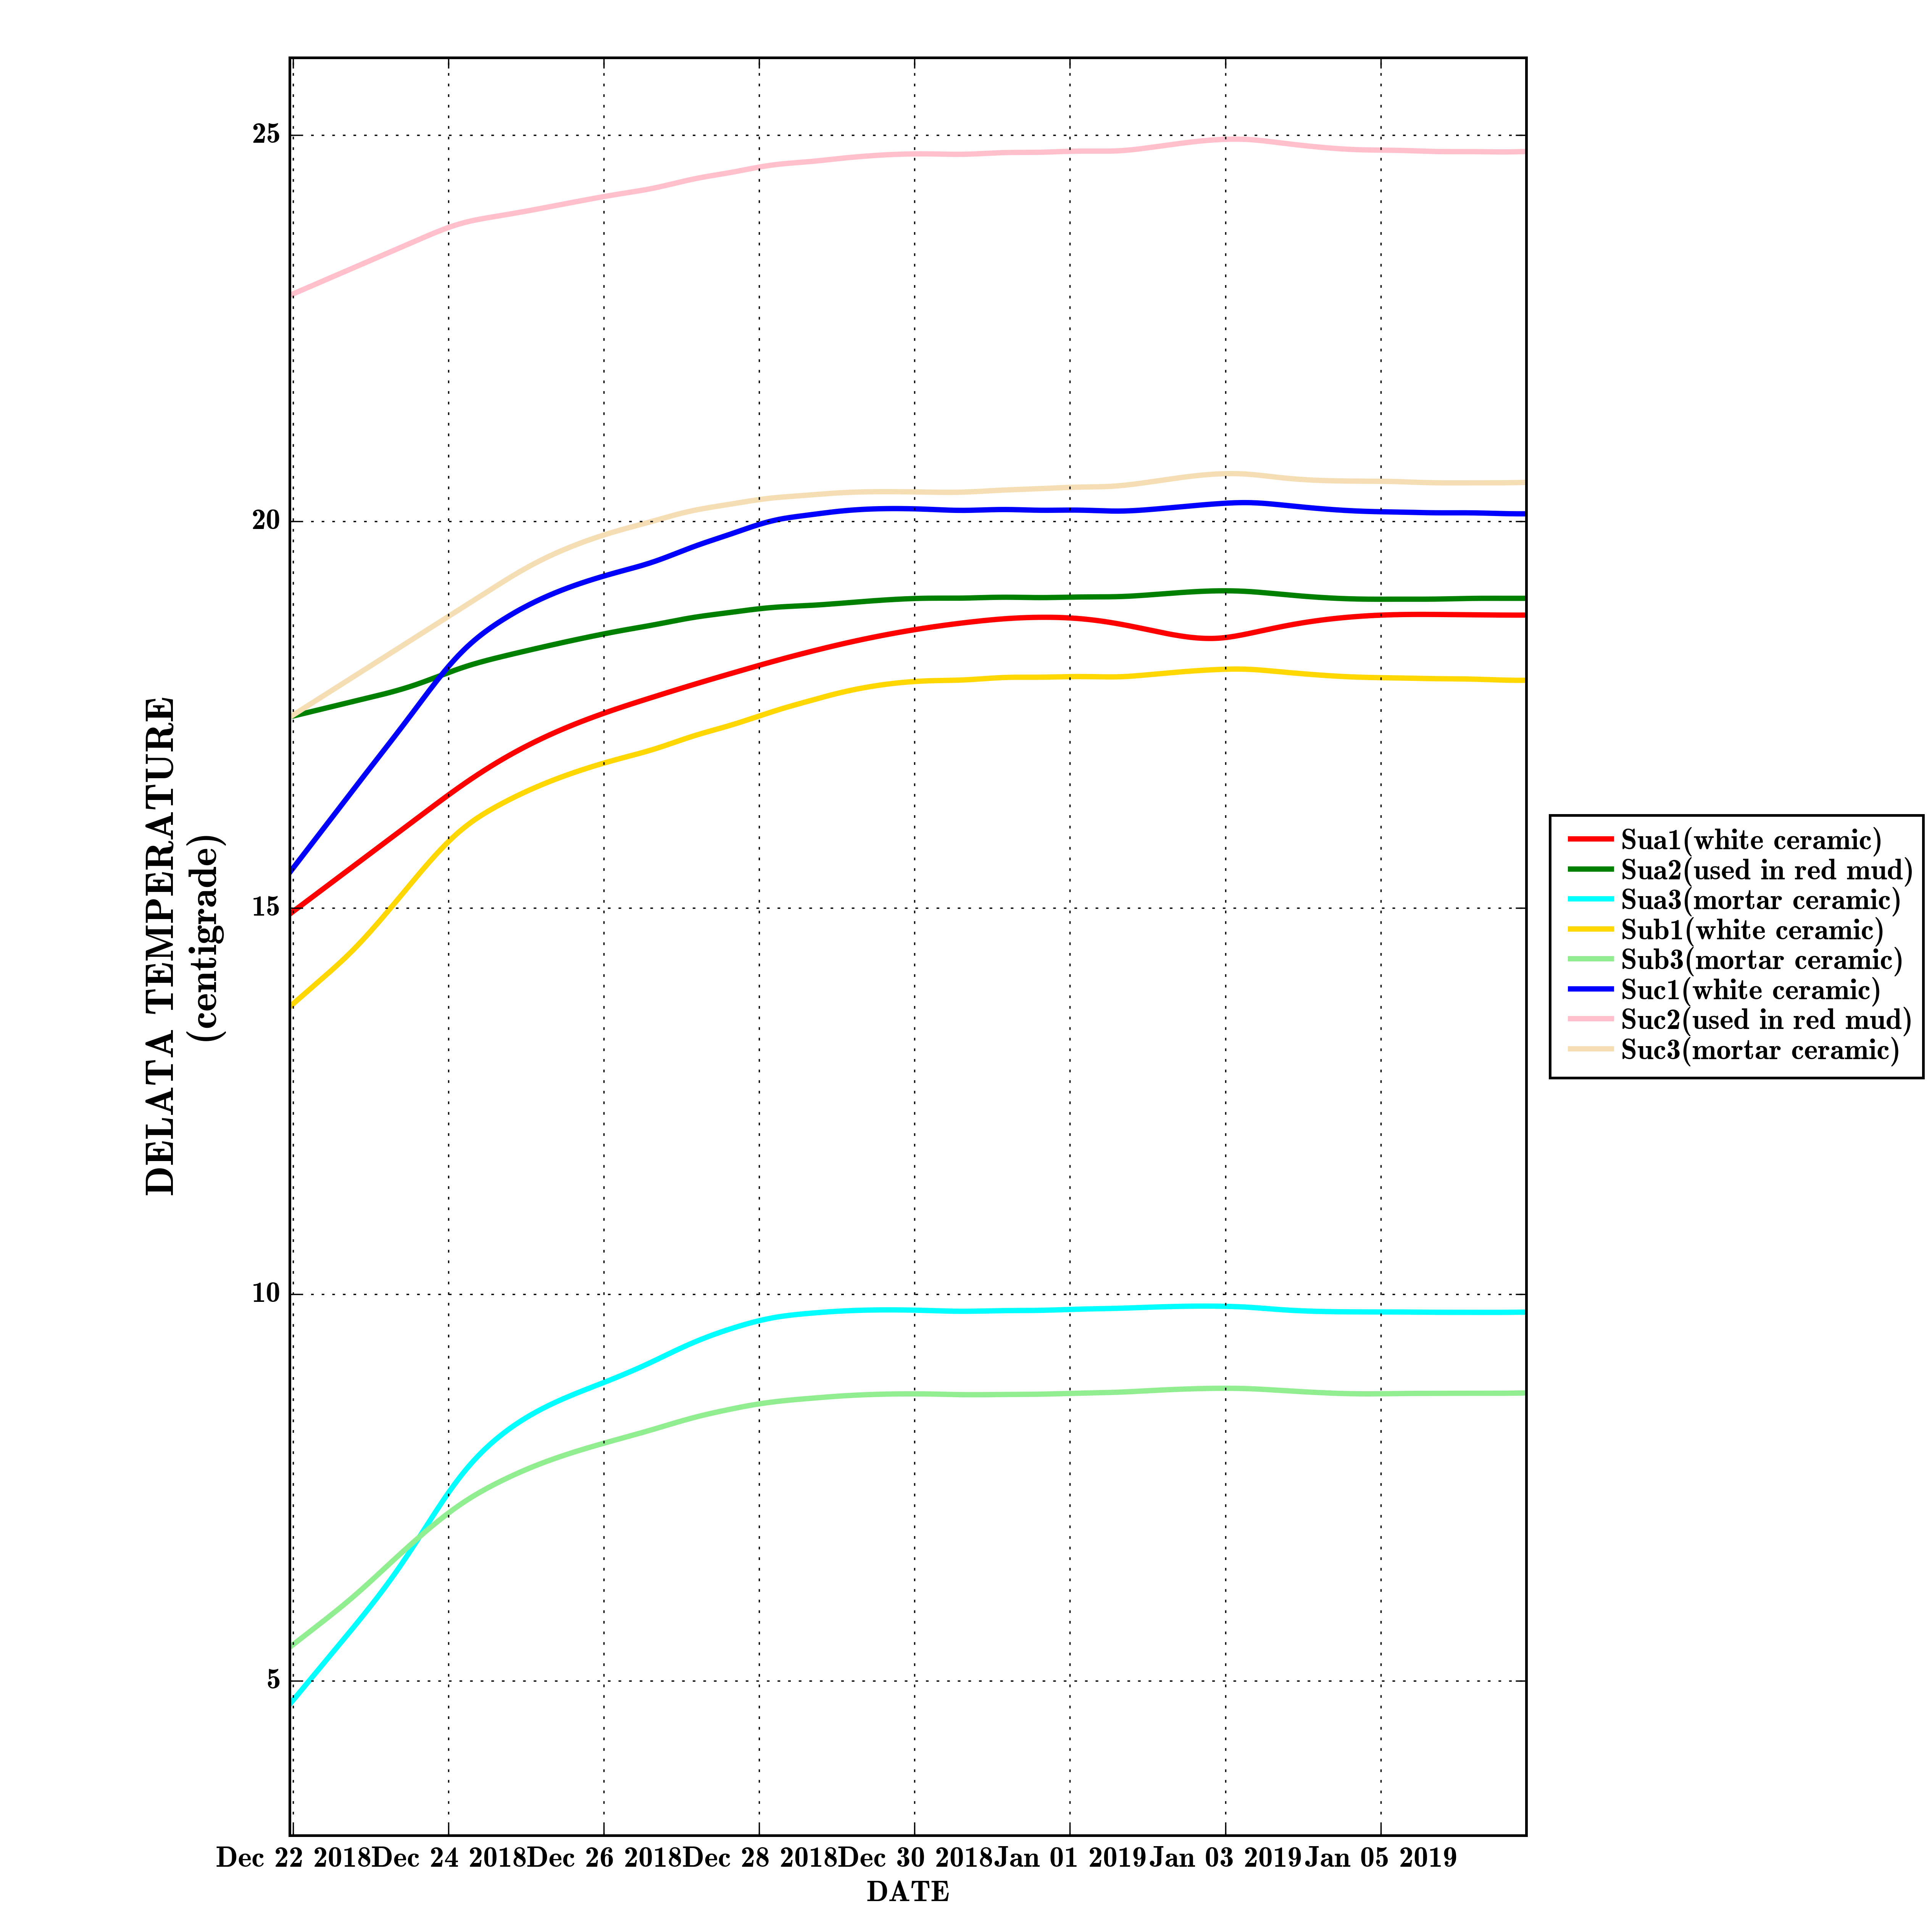 DELATA TEMPERATURE
(centigrade)
25
20
15
10
5
Dec 22 2018 Dec 24 2018 Dec 26 2018 Dec 28 2018 Dec 30 2018 Jan 01 2019 Jan 03 2019 Jan 05 2019
DATE
Sua1(white ceramic)
Sua2(used in red mud)
Sua3(mortar ceramic)
Sub1(white ceramic)
Sub3(mortar ceramic)
Suc1(white ceramic)
Suc2(used in red mud)
Suc3(mortar ceramic)